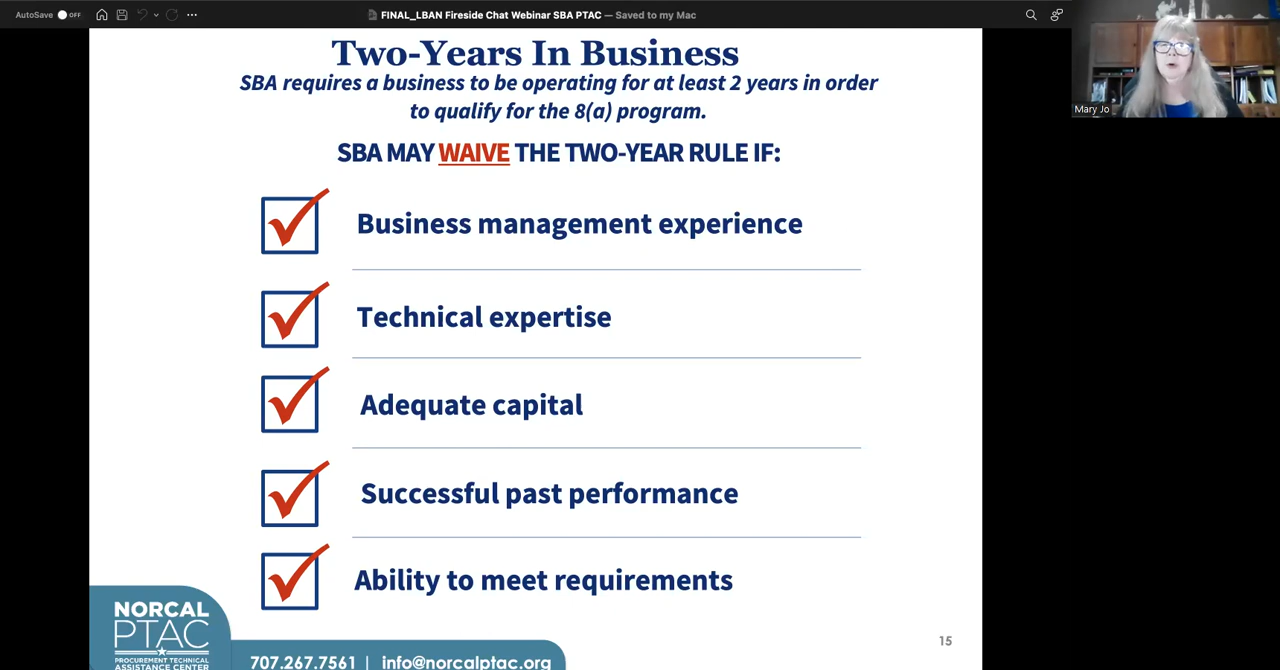 AutoSave OFF
FINAL_LBAN Fireside Chat Webinar SBA PTAC — Saved to my Mac
Two-Years In Business
SBA requires a business to be operating for at least 2 years in order
to qualify for the 8(a) program.
SBA MAY WAIVE THE TWO-YEAR RULE IF:
Business management experience
Technical expertise
Adequate capital
Successful past performance
Ability to meet requirements
NORCAL
PTAC
PROCUREMENT TECHNICAL
ASSISTANCE CENTER
707.267.7561 | info@norcalptac.org
15
Mary Jo